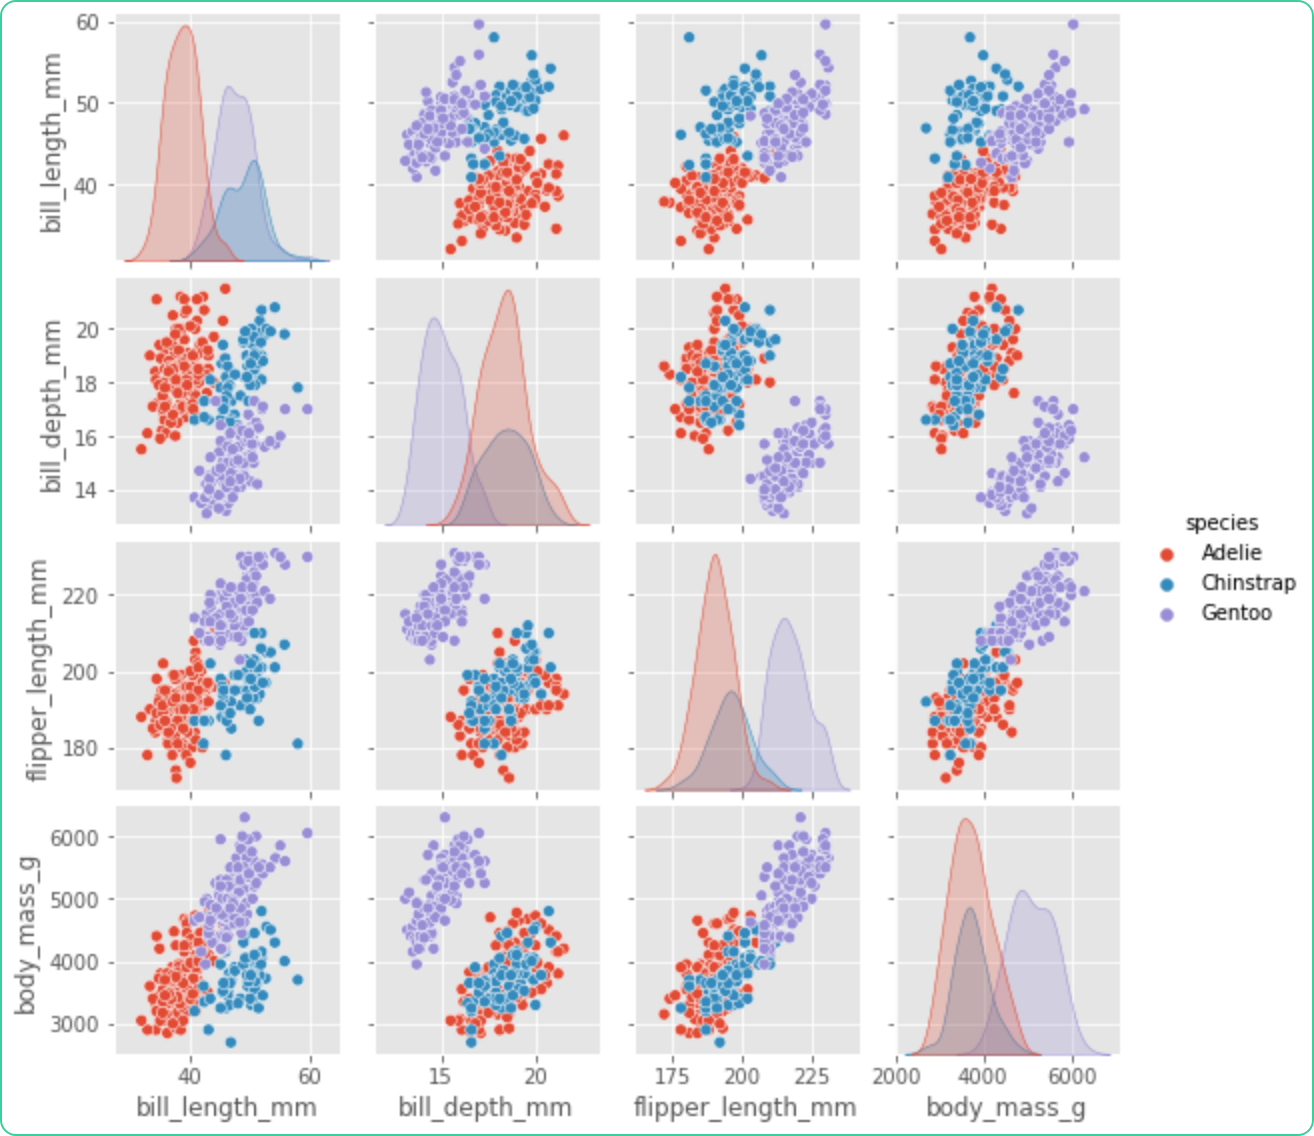 60
50
40
bill_length_mm
20
18
16
14
bill_depth_mm
220
200
180
flipper_length_mm
6000
5000
4000
3000
body_mass_g
40 60
15 20
175 200 225
2000 4000 6000
bill_length_mm
bill_depth_mm
flipper_length_mm
body_mass_g
species
Adelie
Chinstrap
Gentoo